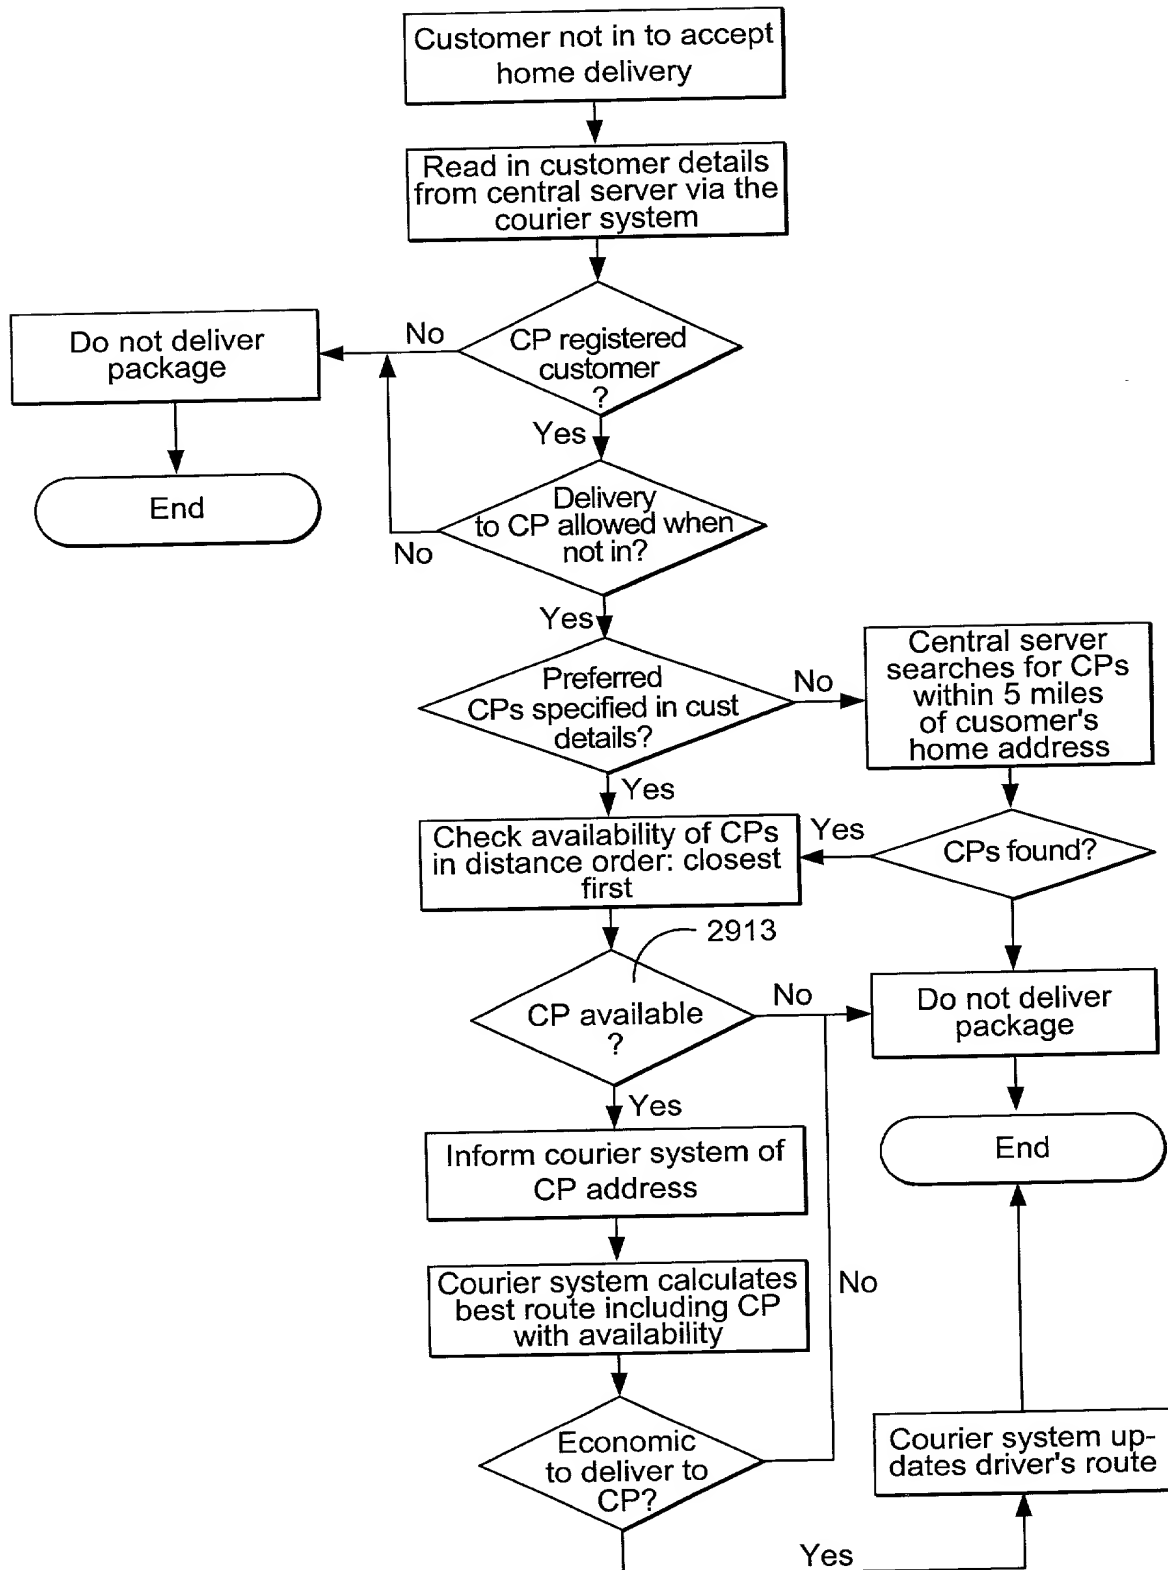 Customer not in to accept
home delivery
Read in customer details
from central server via the
courier system
CP registered
customer
?
No
Do not deliver
package
End
Yes
Delivery
to CP allowed when
not in?
No
Yes
Preferred
CPs specified in cust
details?
No
Central server
searches for CPs
within 5 miles
of cusomer's
home address
Yes
Check availability of CPs
in distance order: closest
first
Yes
CPs found?
2913
CP available
?
No
Do not deliver
package
End
Yes
Inform courier system of
CP address
Courier system calculates
best route including CP
with availability
No
Economic
to deliver to
CP?
Courier system up-
dates driver's route
Yes